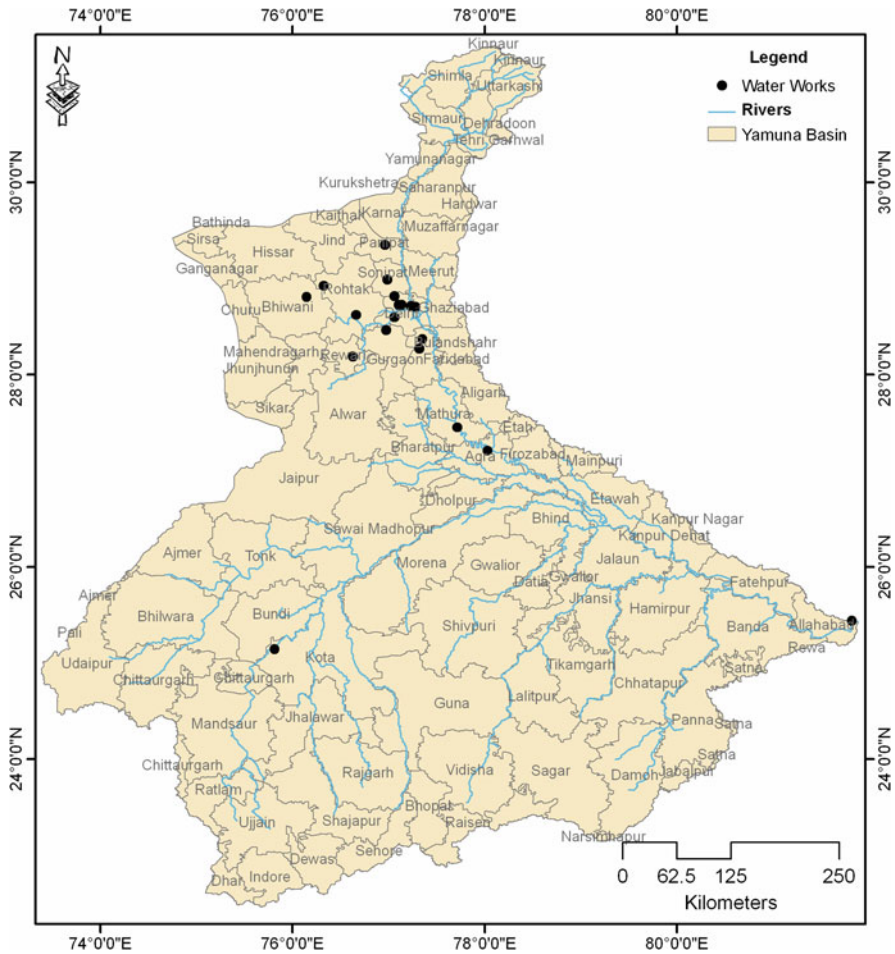 74°0'0"E 76°0'0"E 78°0'0"E 80°0'0"E
N
Legend
Water Works
Rivers
Yamuna Basin
30°0'0"N
28°0'0"N
26°0'0"N
24°0'0"N
30°0'0"N
28°0'0"N
26°0'0"N
24°0'0"N
Kinnaur
Kinnaur
Shimla
Uttarkashi
Sirmaur
Dehradoon
Tehri Garhwal
Yamunanagar
Kurukshetra
Saharanpur
Hardwar
Karnal
Kaithal
Bathinda
Muzaffarnagar
Sirsa
Jind
Panipat
Hissar
Ganganagar
Sonipat
Meerut
Rohtak
Churu
Bhiwani
Ghaziabad
Delhi
Bulandshahr
Mahendragarh
Rewari
Gurgaon
Faridabad
Jhunjhunun
Aligarh
Sikar
Alwar
Mathura
Etah
Bharatpur
Agra
Firozabad
Mainpuri
Jaipur
Dholpur
Etawah
Bhind
Kanpur Nagar
Sawai Madhopur
Kanpur Dehat
Ajmer
Tonk
Morena
Gwalior
Jalaun
Datia
Gwalior
Fatehpur
Ajmer
Jhansi
Bhilwara
Bundi
Hamirpur
Shivpuri
Banda
Allahabad
Pali
Rewa
Udaipur
Kota
Tikamgarh
Satna
Chittaurgarh
Chittaurgarh
Chhatapur
Lalitpur
Guna
Mandsaur
Jhalawar
Panna
Satna
Chittaurgarh
Satna
Rajgarh
Vidisha
Sagar
Damoh
Jabalpur
Ratlam
Bhopal
Ujjain
Shajapur
Raisen
Narsimhapur
Sehore
Dewas
Indore
Dhar
0 62.5 125 250
Kilometers
74°0'0"E 76°0'0"E 78°0'0"E 80°0'0"E